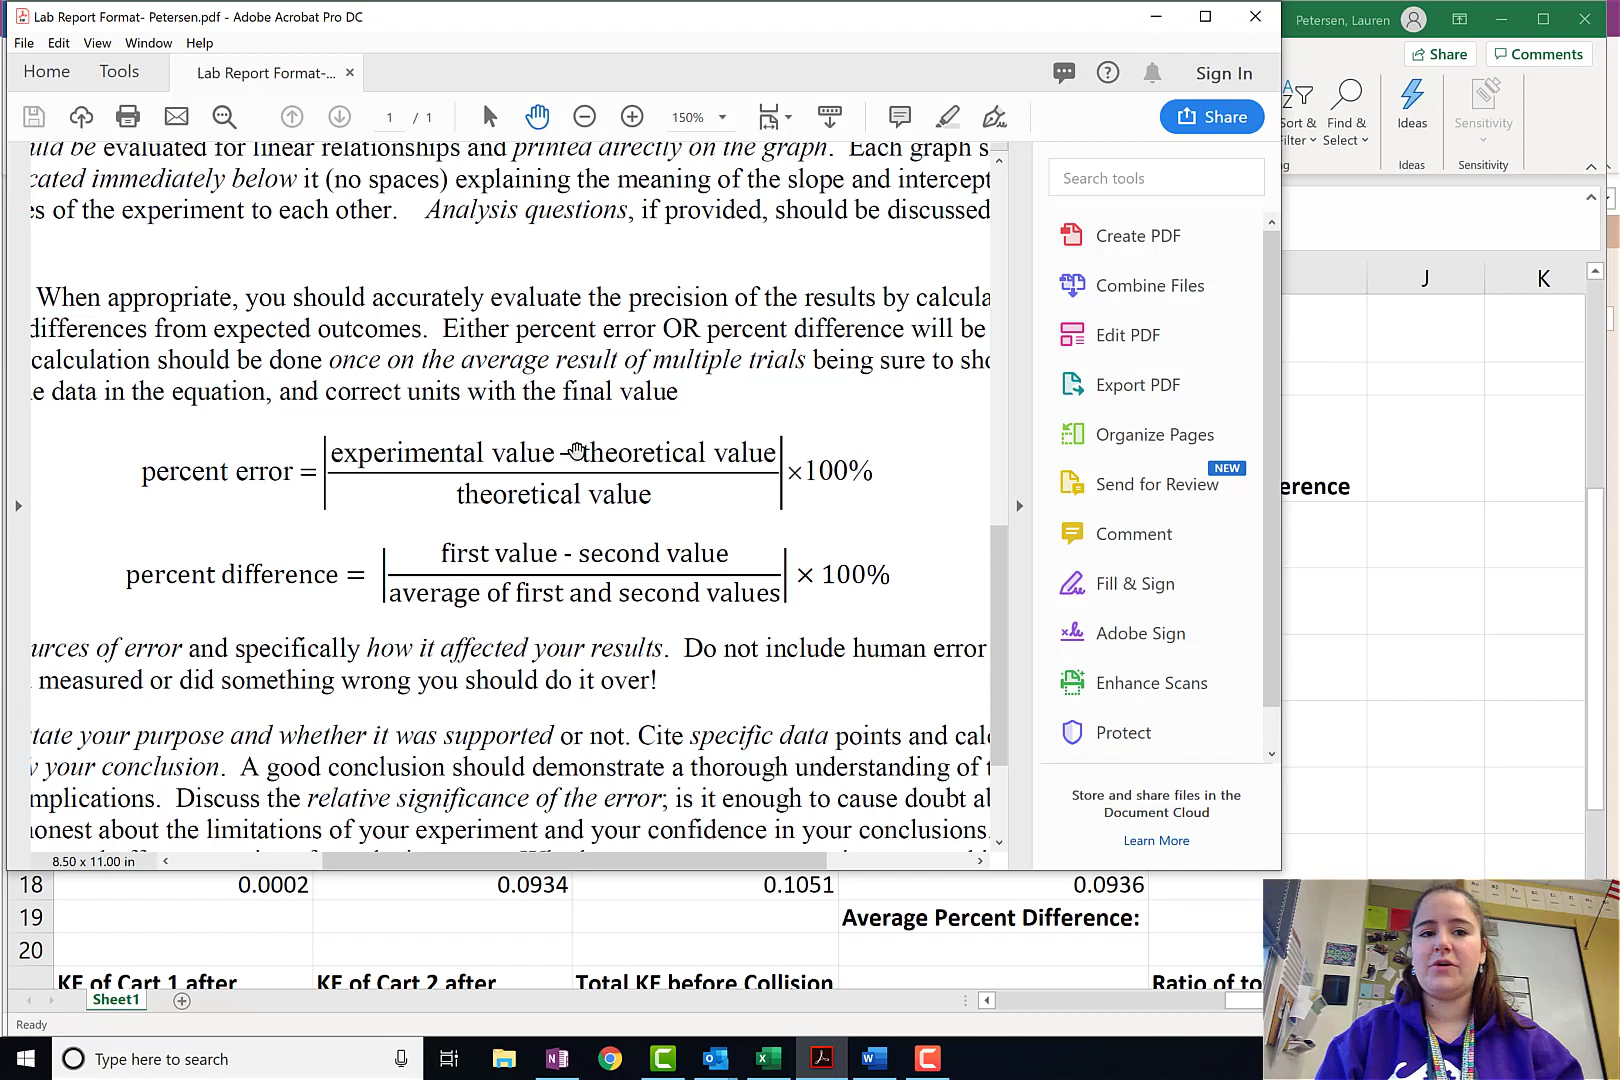 Lab Report Format- Petersen.pdf - Adobe Acrobat Pro DC
Petersen, Lauren
File Edit View Window Help
Share Comments
Home Tools Lab Report Format-... Sign In
1 / 1 150% Share
Sort & Filter Find & Select Ideas Sensitivity
Ideas Sensitivity
be evaluated for linear relationships and printed directly on the graph. Each graph
immediately below it (no spaces) explaining the meaning of the slope and
of the experiment to each other. Analysis questions, if provided, should be discussed
When appropriate, you should accurately evaluate the precision of the results by
differences from expected outcomes. Either percent error OR percent difference will be
calculation should be done once on the average result of multiple trials being sure to
data in the equation, and correct units with the final value
percent error = | experimental value - theoretical value / theoretical value | ×100%
percent difference = | first value - second value / average of first and second values | × 100%
of error and specifically how it affected your results. Do not include human error
measured or did something wrong you should do it over!
your purpose and whether it was supported or not. Cite specific data points and
your conclusion. A good conclusion should demonstrate a thorough understanding of
Discuss the relative significance of the error; is it enough to cause doubt
about the limitations of your experiment and your confidence in your conclusions.
8.50 x 11.00 in
Search tools
Create PDF
Combine Files
Edit PDF
Export PDF
Organize Pages
NEW
Send for Review
Comment
Fill & Sign
Adobe Sign
Enhance Scans
Protect
Store and share files in the
Document Cloud
Learn More
J K
erence
18 0.0002 0.0934 0.1051 0.0936
19 Average Percent Difference:
20
KE of Cart 1 after KE of Cart 2 after Total KE before Collision Ratio of to
Sheet1
Ready
Type here to search